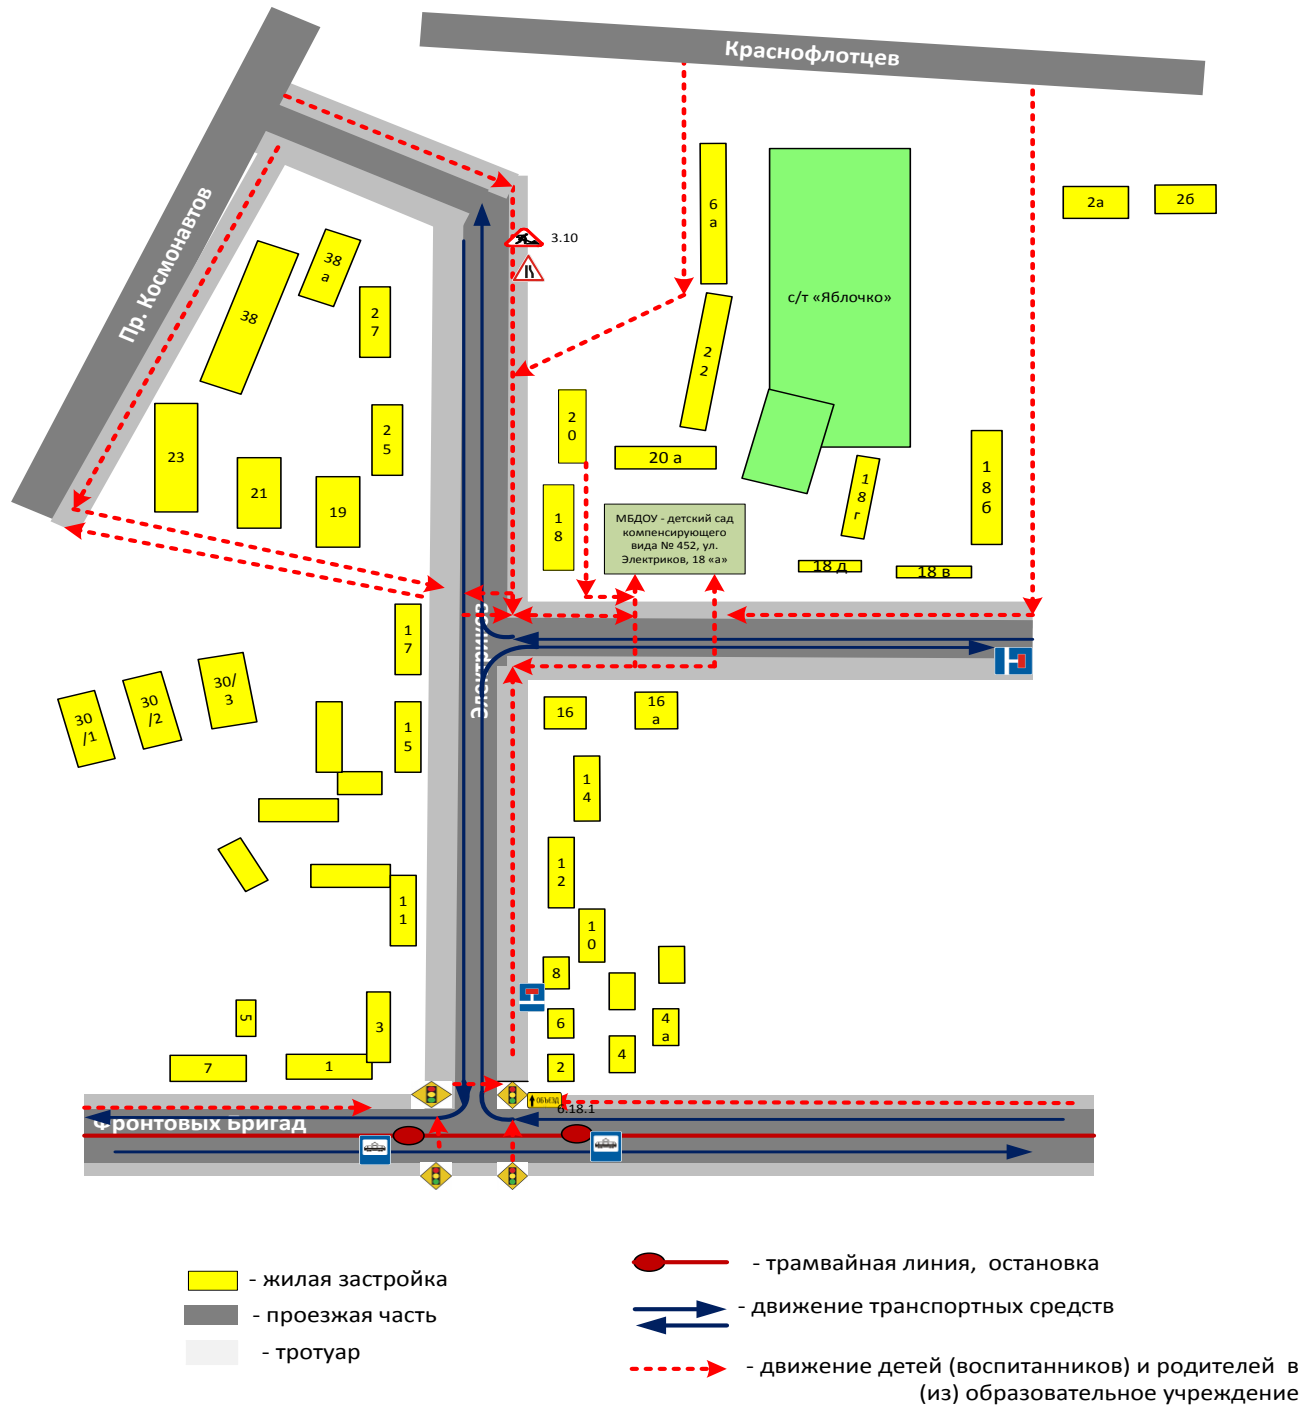 Краснофлотцев
Пр. Космонавтов
3.10
2а
2б
6
а
38
а
38
2
7
с/т «Яблочко»
2
2
2
5
2
0
23
21
19
20 а
1
8
1
8
г
1
8
б
МБДОУ - детский сад
компенсирующего
вида № 452, ул.
Электриков, 18 «а»
18 д
18 в
Электриков
1
7
30/
3
30
/2
30
/1
1
5
16
16
а
1
4
1
2
1
1
1
0
8
6
4
а
4
2
5
3
7
1
ОБЪЕЗД
6.18.1
Фронтовых Бригад
- жилая застройка
- проезжая часть
- тротуар
- трамвайная линия, остановка
- движение транспортных средств
- движение детей (воспитанников) и родителей в
(из) образовательное учреждение